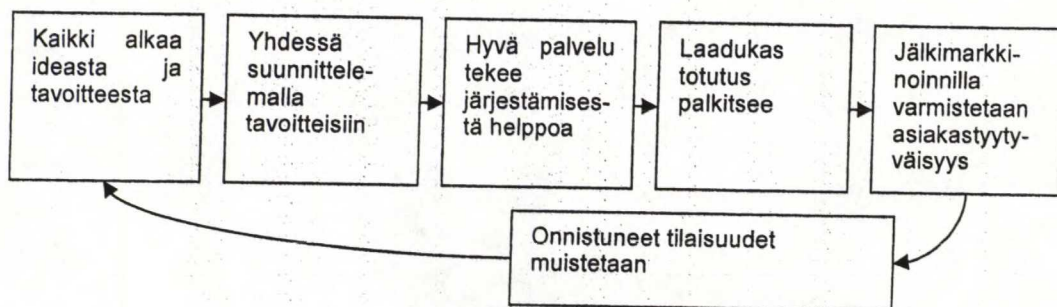 Kaikki alkaa
ideasta ja
tavoitteesta
Yhdessä
suunnittele-
malla
tavoitteisiin
Hyvä palvelu
tekee
järjestämises-
tä helppoa
Laadukas
totutus
palkitsee
Jälkimarkki-
noinnilla
varmistetaan
asiakastyyty-
väisyys
Onnistuneet tilaisuudet
muistetaan